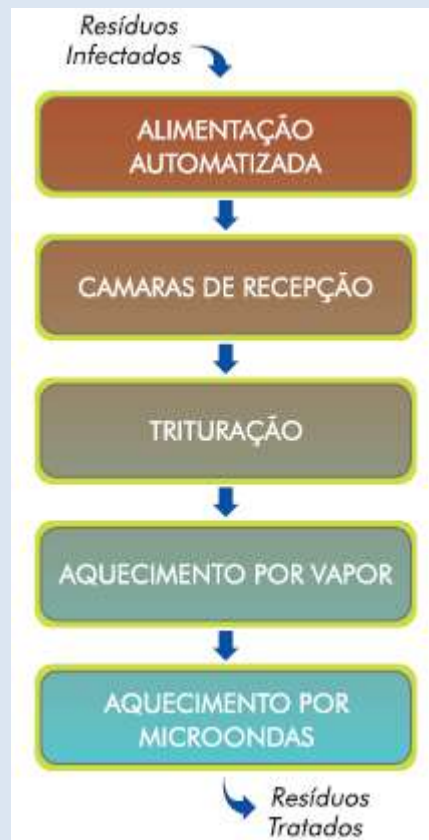 Resíduos
Infectados
ALIMENTAÇÃO
AUTOMATIZADA
CAMARAS DE RECEPÇÃO
TRITURAÇÃO
AQUECIMENTO POR VAPOR
AQUECIMENTO POR
MICROONDAS
Resíduos
Tratados